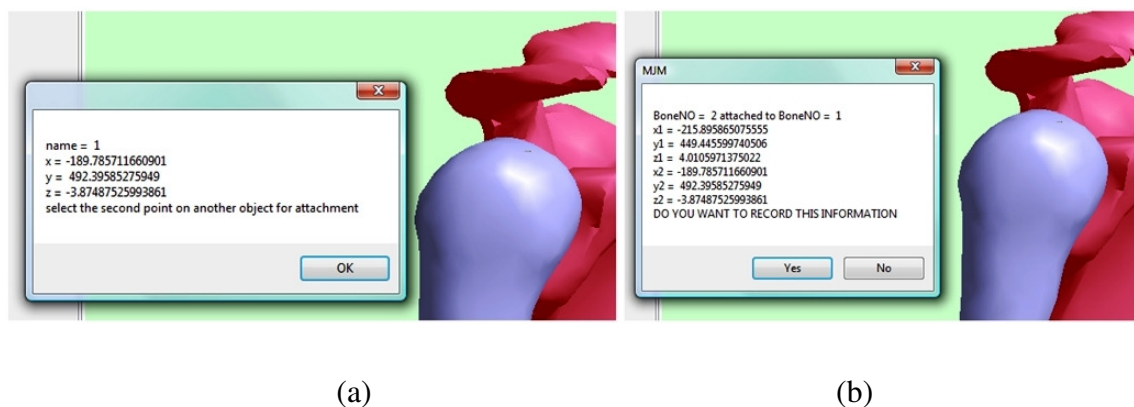 name = 1
x = -189.785711660901
y = 492.39585275949
z = -3.87487525993861
select the second point on another object for attachment
OK
MJM
BoneNO = 2 attached to BoneNO = 1
x1 = -215.895865075555
y1 = 449.445599740506
z1 = 4.0105971375022
x2 = -189.785711660901
y2 = 492.39585275949
z2 = -3.87487525993861
DO YOU WANT TO RECORD THIS INFORMATION
Yes No
(a) (b)